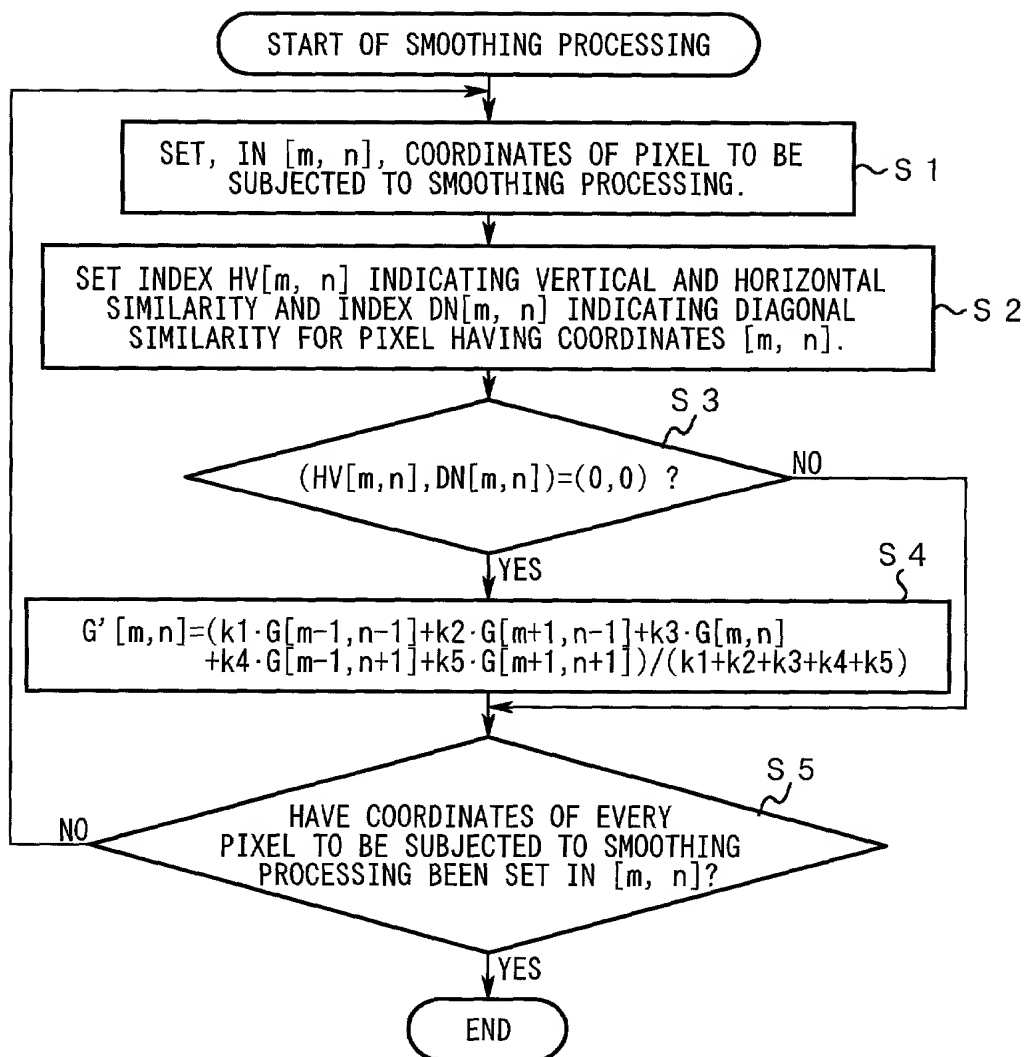 START OF SMOOTHING PROCESSING
SET, IN [m, n], COORDINATES OF PIXEL TO BE
SUBJECTED TO SMOOTHING PROCESSING.
S 1
SET INDEX HV[m, n] INDICATING VERTICAL AND HORIZONTAL
SIMILARITY AND INDEX DN[m, n] INDICATING DIAGONAL
SIMILARITY FOR PIXEL HAVING COORDINATES [m, n].
S 2
S 3
(HV[m,n],DN[m,n])=(0,0) ?
NO
YES
S 4
G'[m,n]=(k1·G[m-1,n-1]+k2·G[m+1,n-1]+k3·G[m,n]
+k4·G[m-1,n+1]+k5·G[m+1,n+1])/(k1+k2+k3+k4+k5)
S 5
HAVE COORDINATES OF EVERY
PIXEL TO BE SUBJECTED TO SMOOTHING
PROCESSING BEEN SET IN [m, n]?
NO
YES
END